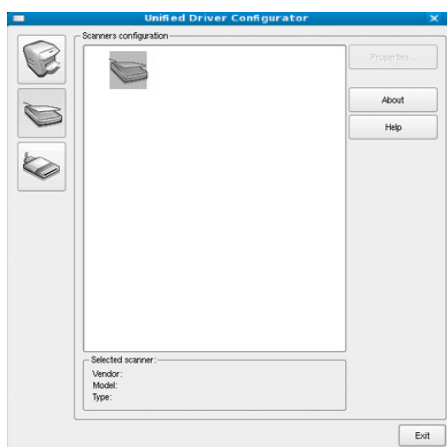 Unified Driver Configurator
Scanners configuration
Properties...
About
Help
Selected scanner:
Vendor:
Model:
Type:
Exit